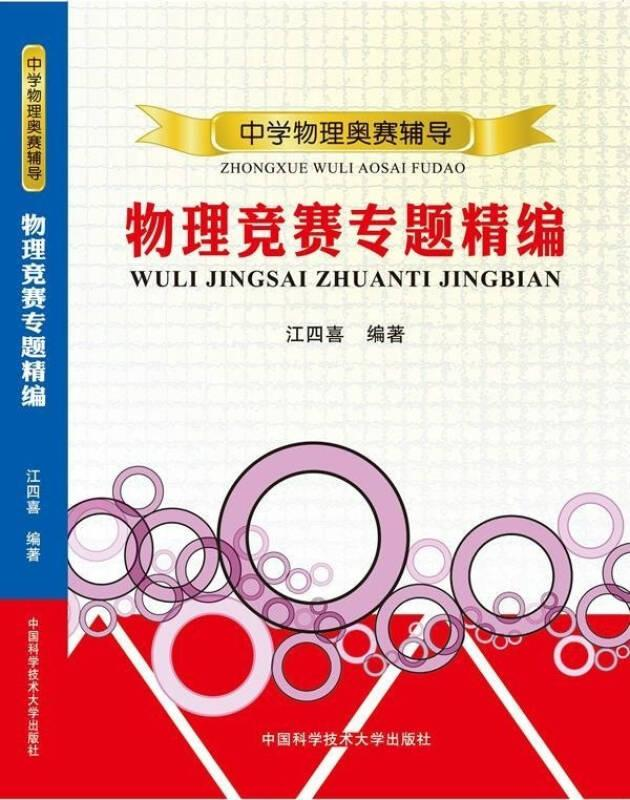 中学物理奥赛辅导
物理竞赛专题精编
江四喜 编著
中国科学技术大学出版社
中学物理奥赛辅导
ZHONGXUE WULI AOSAI FUDAO
物理竞赛专题精编
WULI JINGSAI ZHUANTI JINGBIAN
江四喜 编著
中国科学技术大学出版社